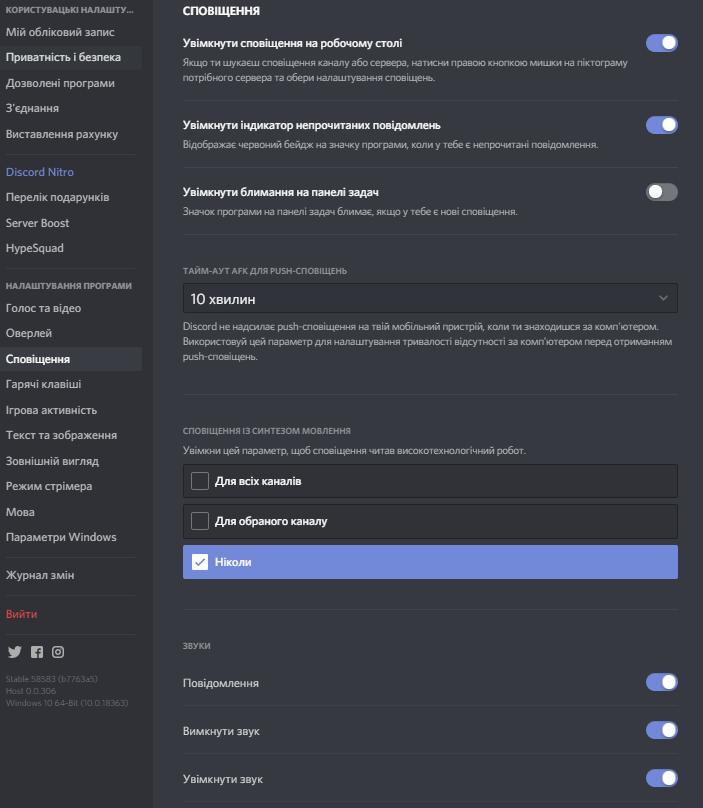 КОРИСТУВАЦЬКІ НАЛАШТУ...
Мій обліковий запис
Приватність і безпека
Дозволені програми
З'єднання
Виставлення рахунку
Discord Nitro
Перелік подарунків
Server Boost
HypeSquad
НАЛАШТУВАННЯ ПРОГРАМИ
Голос та відео
Оверлей
Сповіщення
Гарячі клавіші
Ігрова активність
Текст та зображення
Зовнішній вигляд
Режим стрімера
Мова
Параметри Windows
Журнал змін
Вийти
Stable 58583 (b7763a5)
Host 0.0.306
Windows 10 64-Bit (10.0.18363)
СПОВІЩЕННЯ
Увімкнути сповіщення на робочому столі
Якщо ти шукаєш сповіщення каналу або сервера, натисни правою кнопкою мишки на піктограму
потрібного сервера та обери налаштування сповіщень.
Увімкнути індикатор непрочитаних повідомлень
Відображає червоний бейдж на значку програми, коли у тебе є непрочитані повідомлення.
Увімкнути блимання на панелі задач
Значок програми на панелі задач блимає, якщо у тебе є нові сповіщення.
ТАЙМ-АУТ AFK ДЛЯ PUSH-СПОВІЩЕНЬ
10 хвилин
Discord не надсилає push-сповіщення на твій мобільний пристрій, коли ти знаходишся за комп'ютером.
Використовуй цей параметр для налаштування тривалості відсутності за комп'ютером перед отриманням
push-сповіщень.
СПОВІЩЕННЯ ІЗ СИНТЕЗОМ МОВЛЕННЯ
Увімкни цей параметр, щоб сповіщення читав високотехнологічний робот.
Для всіх каналів
Для обраного каналу
Ніколи
ЗВУКИ
Повідомлення
Вимкнути звук
Увімкнути звук